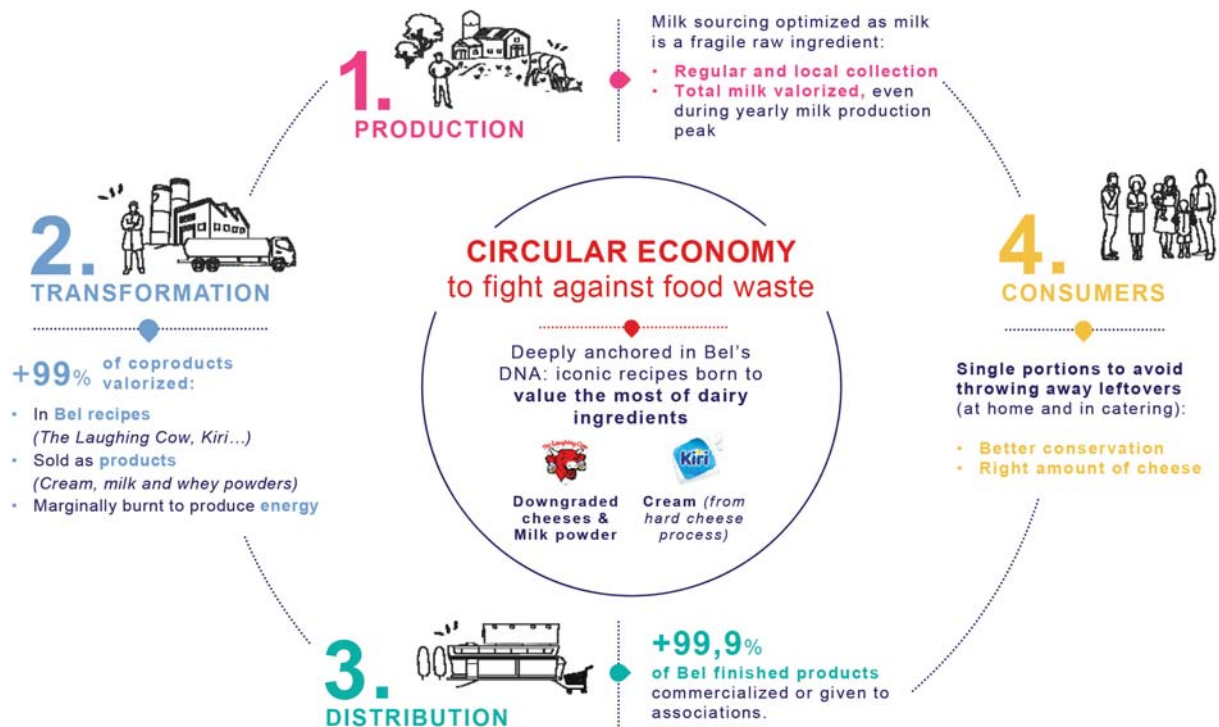 1.
PRODUCTION
Milk sourcing optimized as milk
is a fragile raw ingredient:
• Regular and local collection
• Total milk valorized, even
during yearly milk production
peak
2.
TRANSFORMATION
+99% of coproducts
valorized:
• In Bel recipes
(The Laughing Cow, Kiri...)
• Sold as products
(Cream, milk and whey powders)
• Marginally burnt to produce energy
CIRCULAR ECONOMY
to fight against food waste
Deeply anchored in Bel's
DNA: iconic recipes born to
value the most of dairy
ingredients
The Laughing Cow
Downgraded
cheeses &
Milk powder
Kiri
Cream (from
hard cheese
process)
3.
DISTRIBUTION
+99,9%
of Bel finished products
commercialized or given to
associations.
4.
CONSUMERS
Single portions to avoid
throwing away leftovers
(at home and in catering):
• Better conservation
• Right amount of cheese